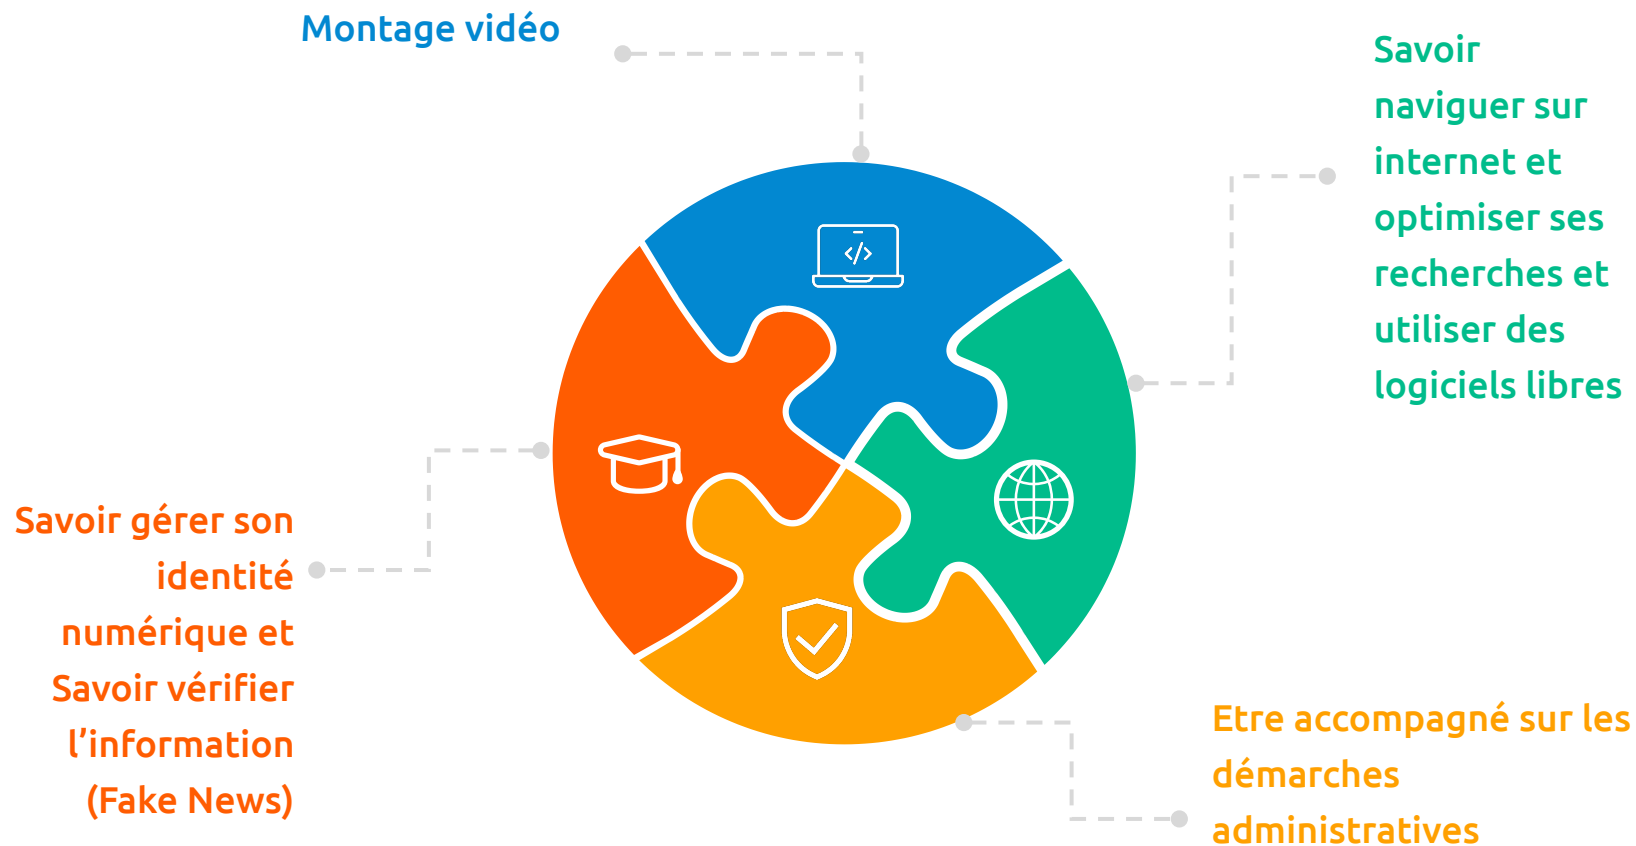 Montage vidéo
Savoir
naviguer sur
internet et
optimiser ses
recherches et
utiliser des
logiciels libres
Savoir gérer son
identité
numérique et
Savoir vérifier
l’information
(Fake News)
Etre accompagné sur les
démarches
administratives